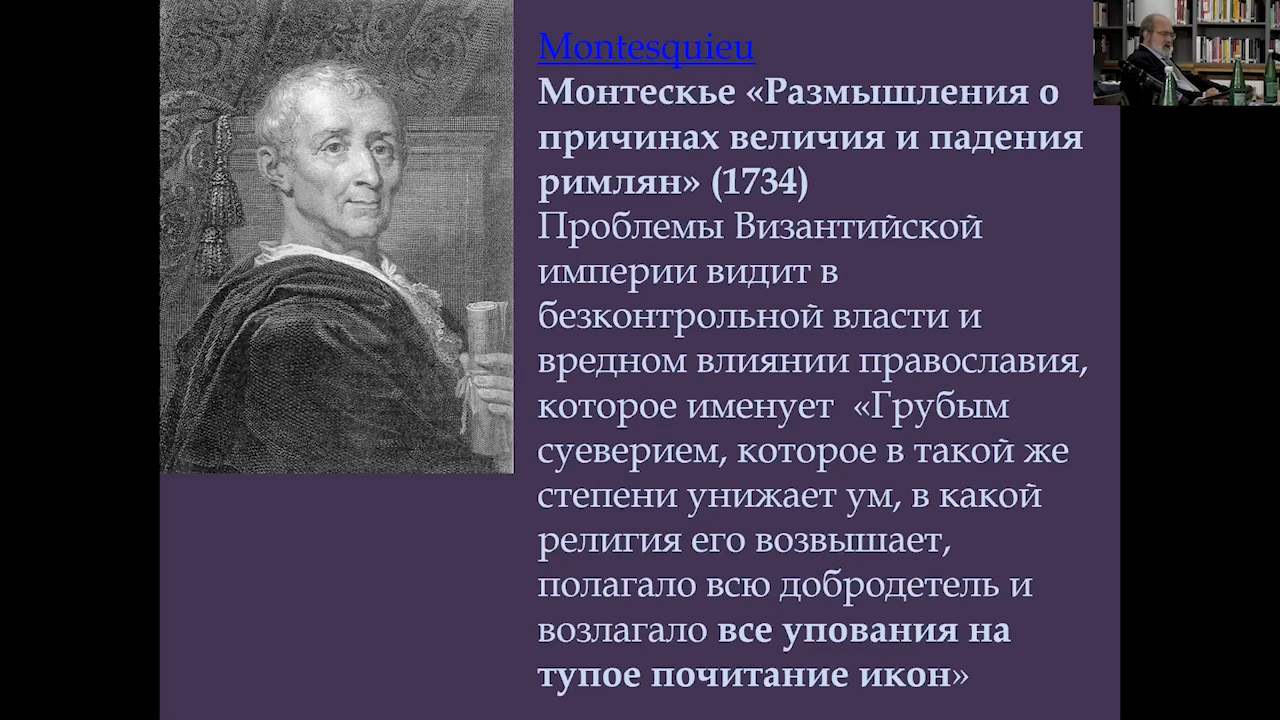 Montesquieu
Монтескье «Размышления о
причинах величия и падения
римлян» (1734)
Проблемы Византийской
империи видит в
безконтрольной власти и
вредном влиянии православия,
которое именует «Грубым
суеверием, которое в такой же
степени унижает ум, в какой
религия его возвышает,
полагало всю добродетель и
возлагало все упования на
тупое почитание икон»